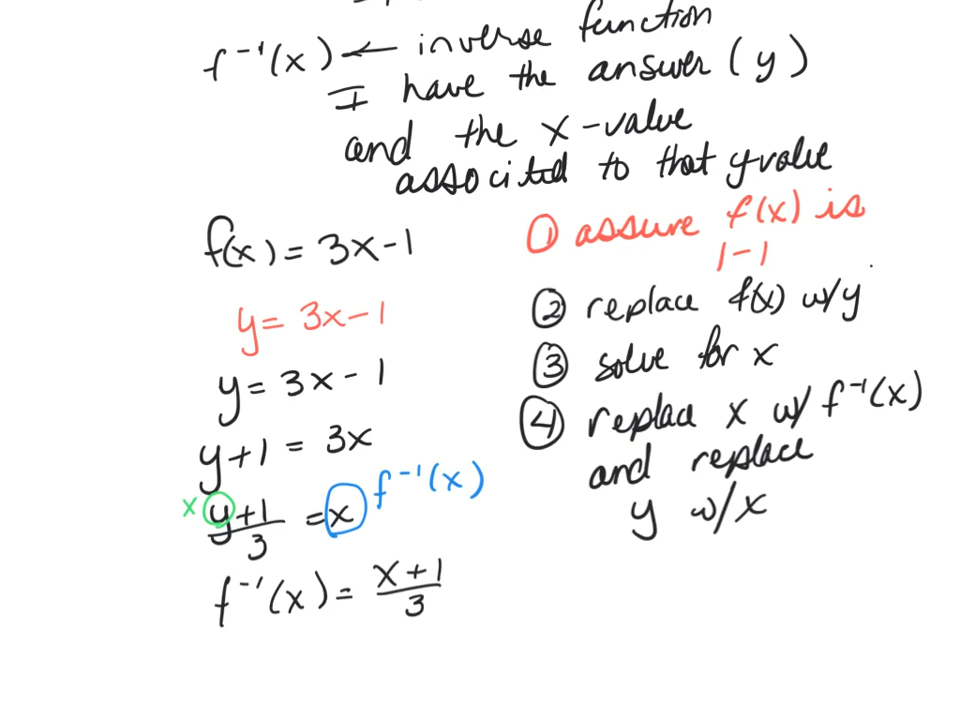 f⁻¹(x) ← inverse function
I have the answer (y)
and the x-value
associted to that y-value
f(x) = 3x-1
y = 3x-1
y = 3x-1
y+1 = 3x
x y+1/3 = x f⁻¹(x)
f⁻¹(x) = x+1/3
① assure f(x) is
1-1
② replace f(x) w/y
③ solve for x
④ replace x w/ f⁻¹(x)
and replace
y w/x